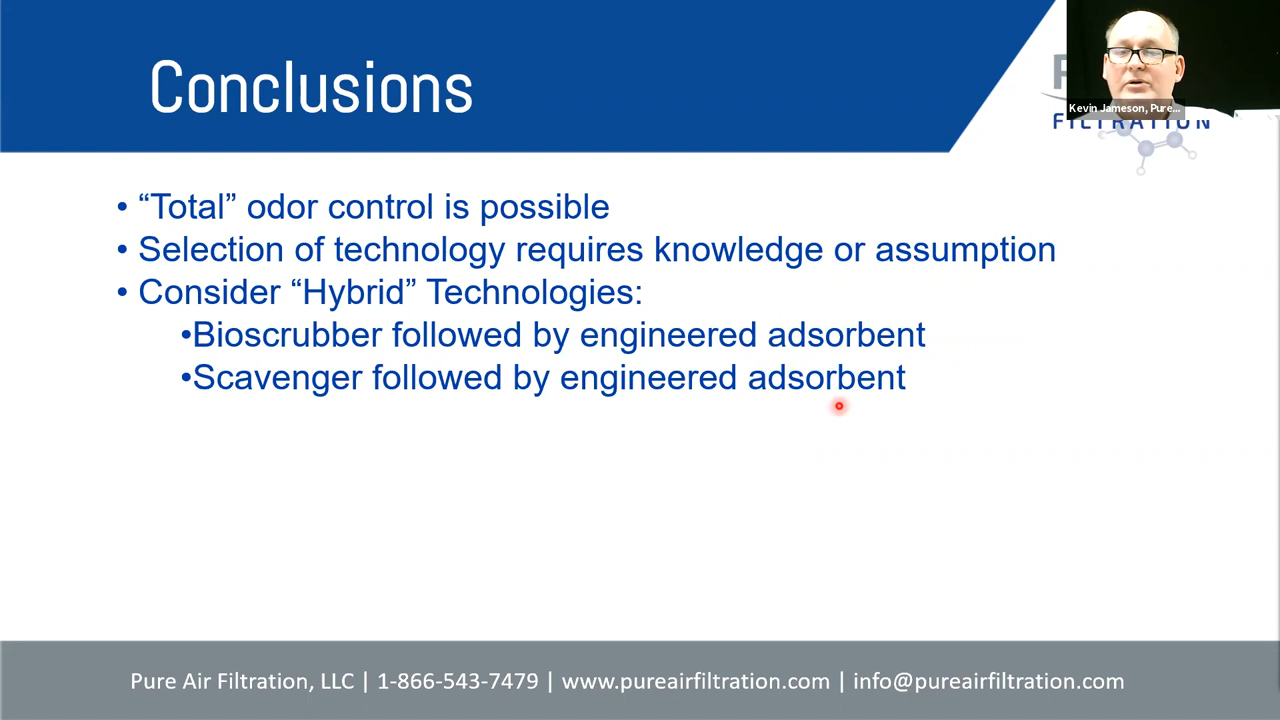 Conclusions
Kevin Jameson, Pure...
FILTRATION
• “Total” odor control is possible
• Selection of technology requires knowledge or assumption
• Consider “Hybrid” Technologies:
•Bioscrubber followed by engineered adsorbent
•Scavenger followed by engineered adsorbent
Pure Air Filtration, LLC | 1-866-543-7479 | www.pureairfiltration.com | info@pureairfiltration.com